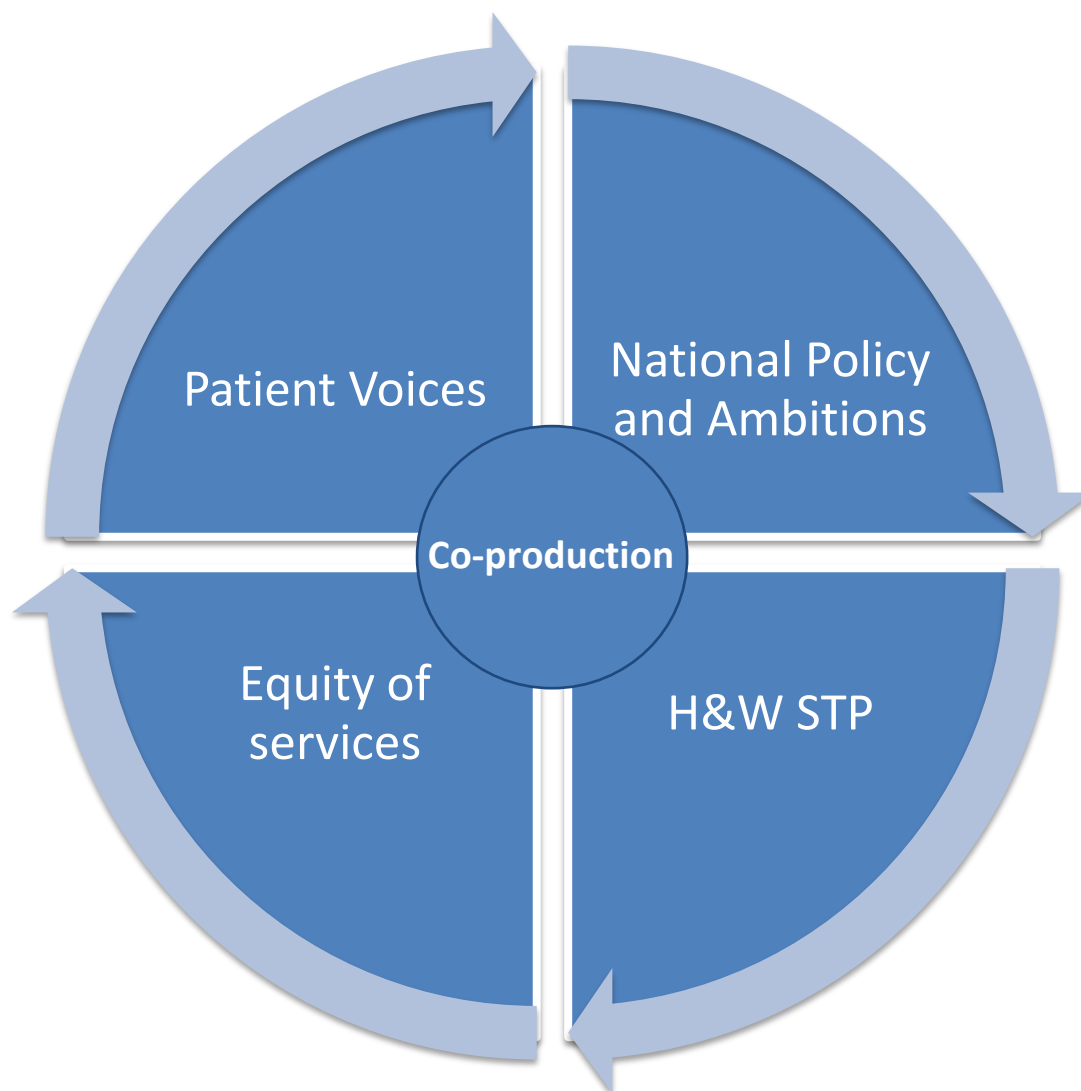 Patient Voices
National Policy
and Ambitions
Co-production
Equity of
services
H&W STP